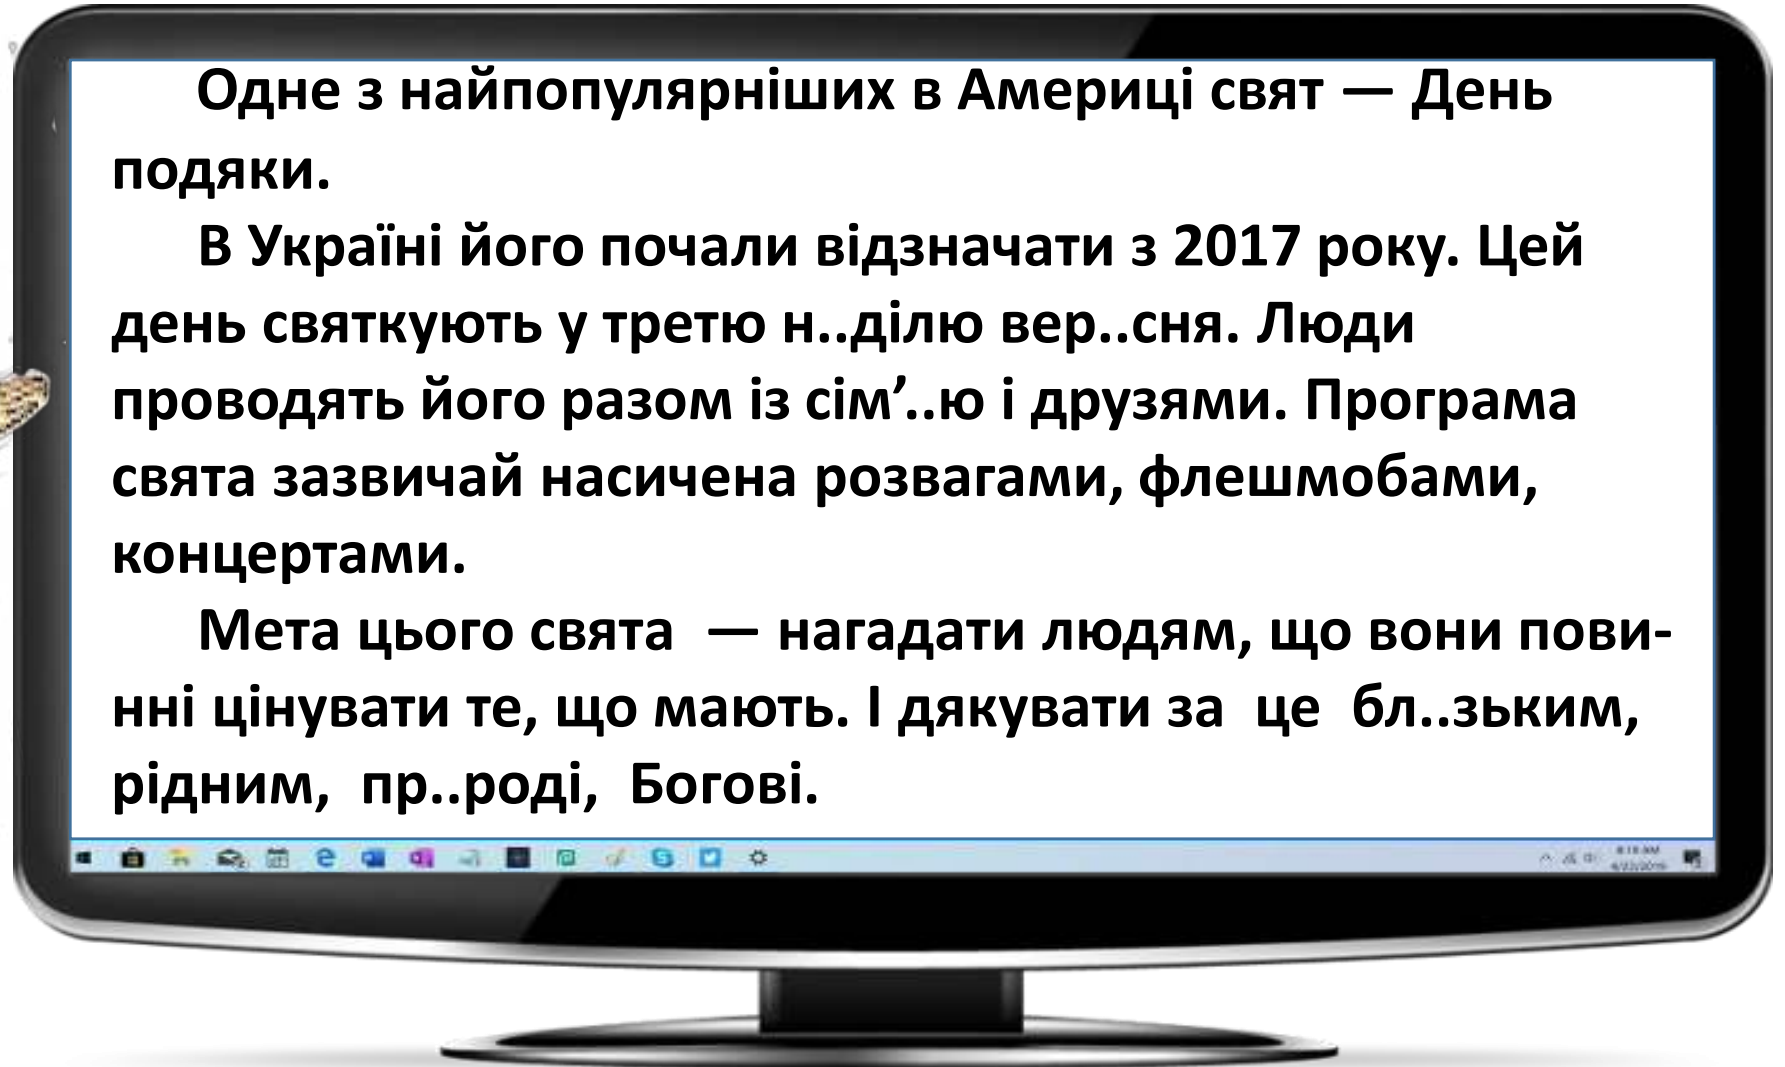 Одне з найпопулярніших в Америці свят — День
подяки.
В Україні його почали відзначати з 2017 року. Цей
день святкують у третю н..ділю вер..сня. Люди
проводять його разом із сім’..ю і друзями. Програма
свята зазвичай насичена розвагами, флешмобами,
концертами.
Мета цього свята — нагадати людям, що вони пови-
нні цінувати те, що мають. І дякувати за це бл..зьким,
рідним, пр..роді, Богові.